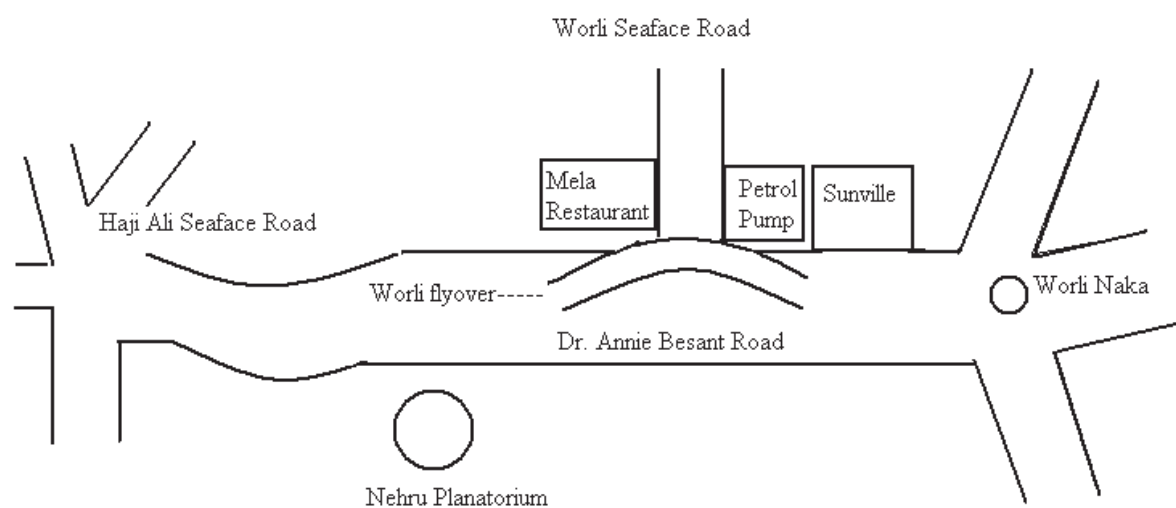 Worli Seaface Road
Mela
Restaurant
Petrol
Pump
Sunville
Haji Ali Seaface Road
Worli flyover-----
Worli Naka
Dr. Annie Besant Road
Nehru Planatorium